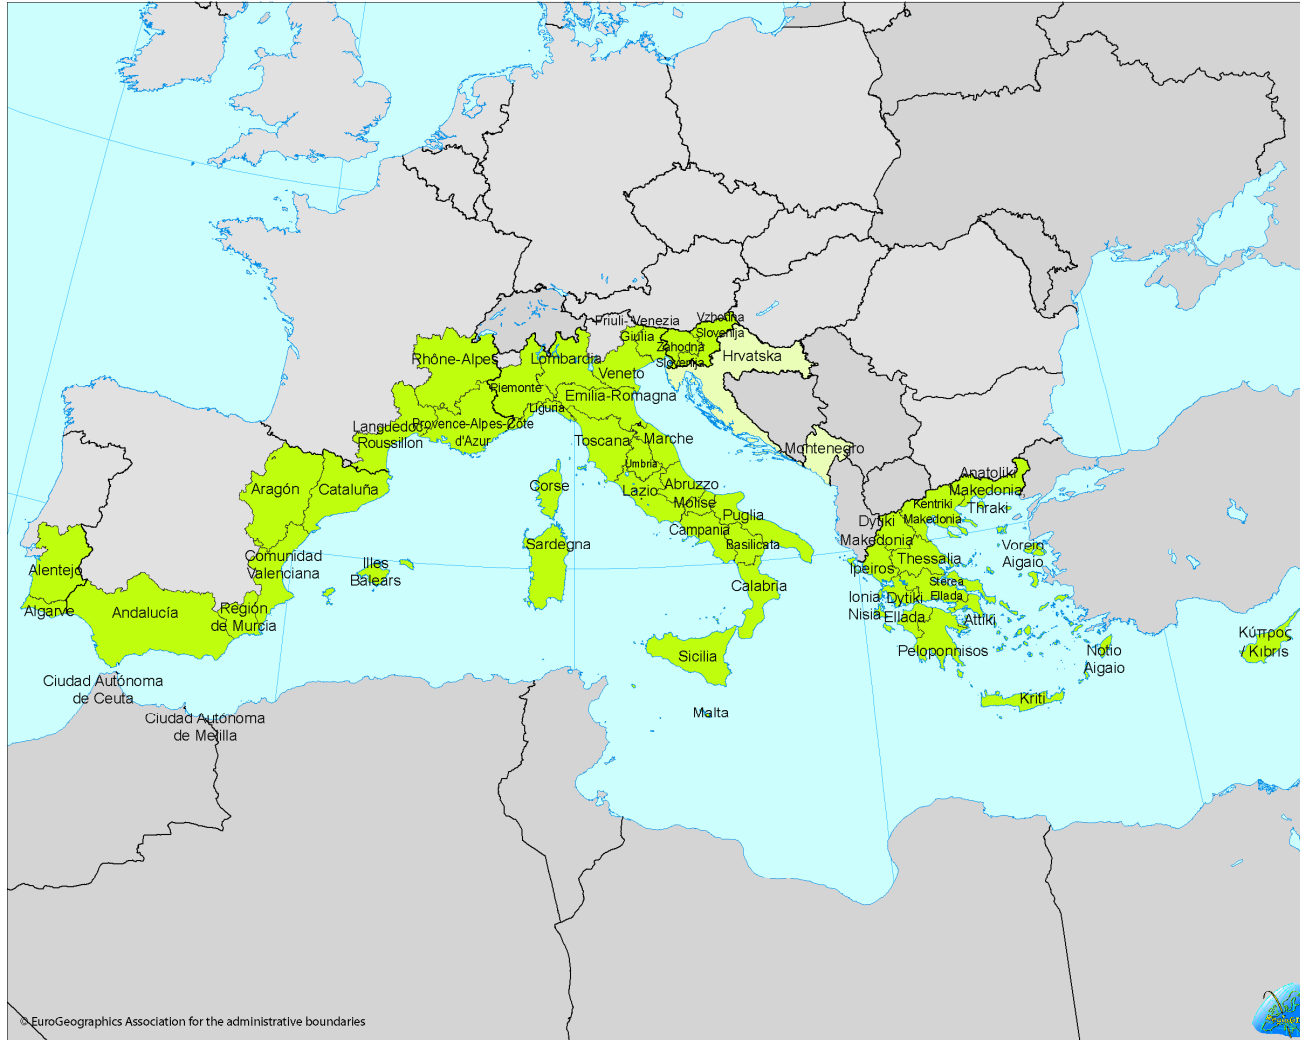 Vzhodna
Friuli-Venezia
Giulia
Slovenija
Zahodna
Slovenija
Hrvatska
Rhône-Alpes
Lombardia
Veneto
Piemonte
Emilia-Romagna
Liguria
Languedoc-
Roussillon
Provence-Alpes-Côte
d'Azur
Toscana
Marche
Montenegro
Umbria
Aragón
Cataluña
Corse
Lazio
Abruzzo
Molise
Puglia
Campania
Basilicata
Sardegna
Anatoliki
Makedonia
Thraki
Kentriki
Makedonia
Dytiki
Makedonia
Comunidad
Valenciana
Illes
Balears
Thessalia
Ipeiros
Voreio
Aigaio
Alentejo
Algarve
Andalucía
Región
de Murcia
Calabria
Sterea
Ellada
Ionia
Nisia
Dytiki
Ellada
Attiki
Peloponnisos
Sicilia
Notio
Aigaio
Κύπρος
/ Kıbrıs
Ciudad Autónoma
de Ceuta
Ciudad Autónoma
de Melilla
Malta
Kriti
© EuroGeographics Association for the administrative boundaries